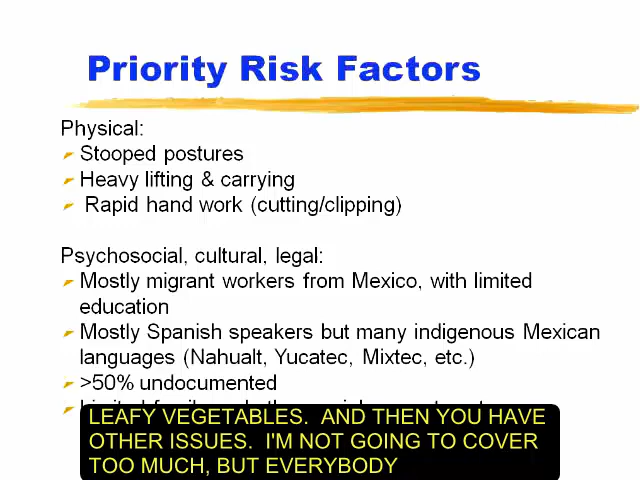 Priority Risk Factors
Physical:
Stooped postures
Heavy lifting & carrying
Rapid hand work (cutting/clipping)
Psychosocial, cultural, legal:
Mostly migrant workers from Mexico, with limited
education
Mostly Spanish speakers but many indigenous Mexican
languages (Nahualt, Yucatec, Mixtec, etc.)
>50% undocumented
LEAFY VEGETABLES. AND THEN YOU HAVE
OTHER ISSUES. I'M NOT GOING TO COVER
TOO MUCH, BUT EVERYBODY